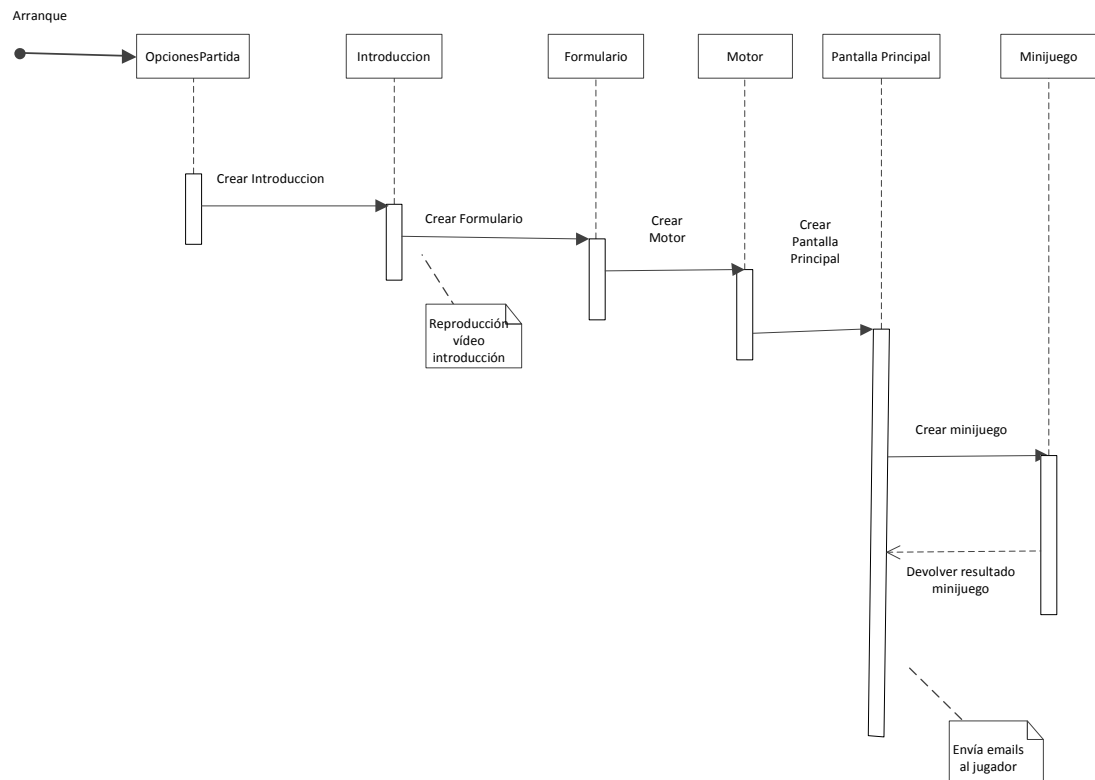 Arranque
OpcionesPartida
Introduccion
Formulario
Motor
Pantalla Principal
Minijuego
Crear Introduccion
Crear Formulario
Crear
Motor
Crear
Pantalla
Principal
Reproducción
vídeo
introducción
Crear minijuego
Devolver resultado
minijuego
Envía emails
al jugador